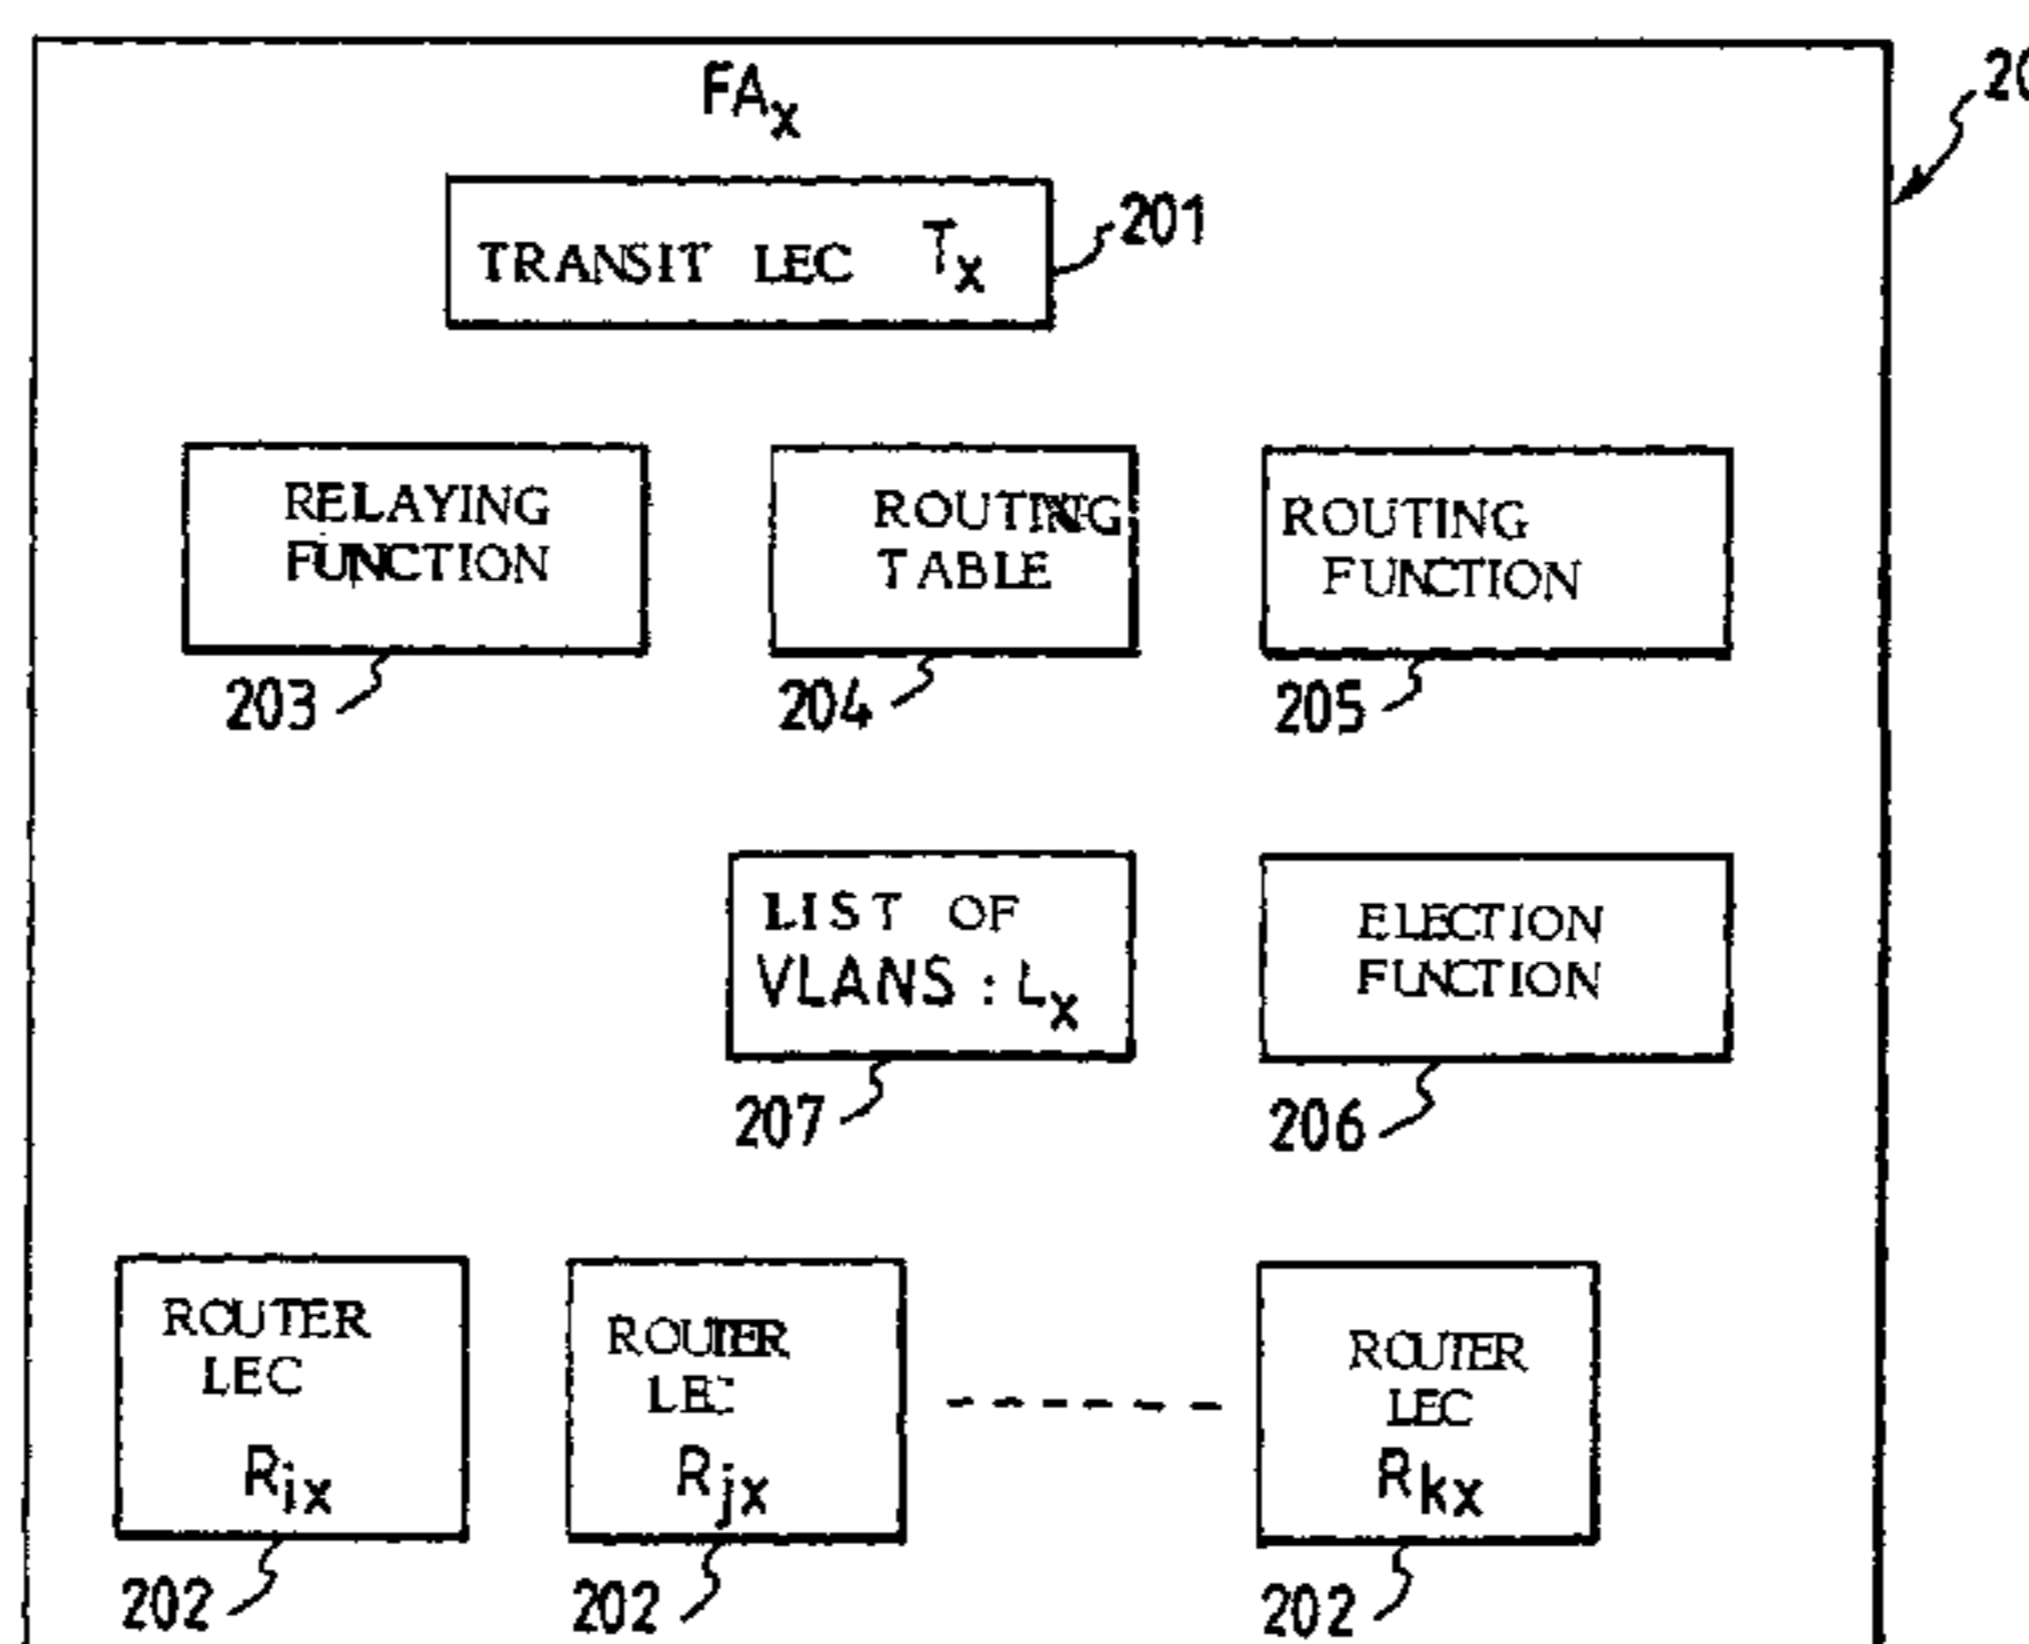 FAx
TRANSIT LEC Tx
201
RELAYING
FUNCTION
203
ROUTING
TABLE
204
ROUTING
FUNCTION
205
LIST OF
VLANS : Lx
207
ELECTION
FUNCTION
206
ROUTER
LEC
Rix
202
ROUTER
LEC
Rjx
202
ROUTER
LEC
Rkx
202